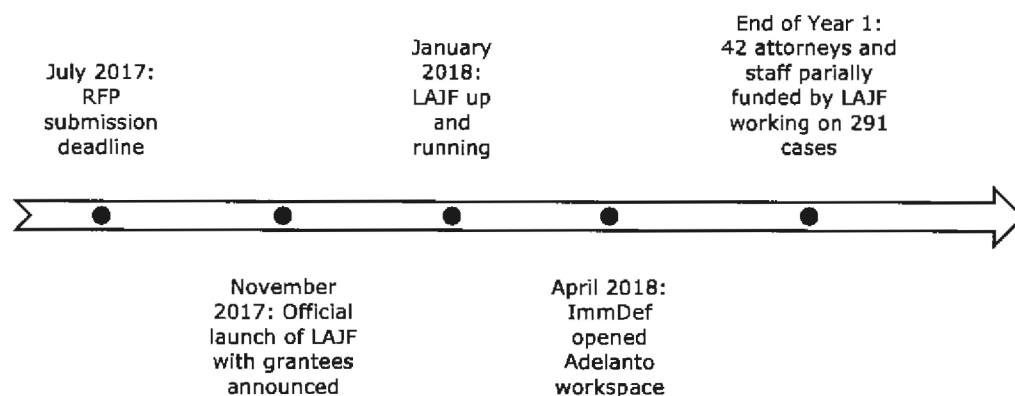 July 2017:
RFP
submission
deadline
November
2017: Official
launch of LAJF
with grantees
announced
January
2018:
LAJF up
and
running
April 2018:
ImmDef
opened
Adelanto
workspace
End of Year 1:
42 attorneys and
staff parially
funded by LAJF
working on 291
cases